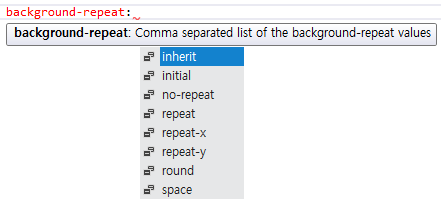 background-repeat:
background-repeat: Comma separated list of the background-repeat values
inherit
initial
no-repeat
repeat
repeat-x
repeat-y
round
space